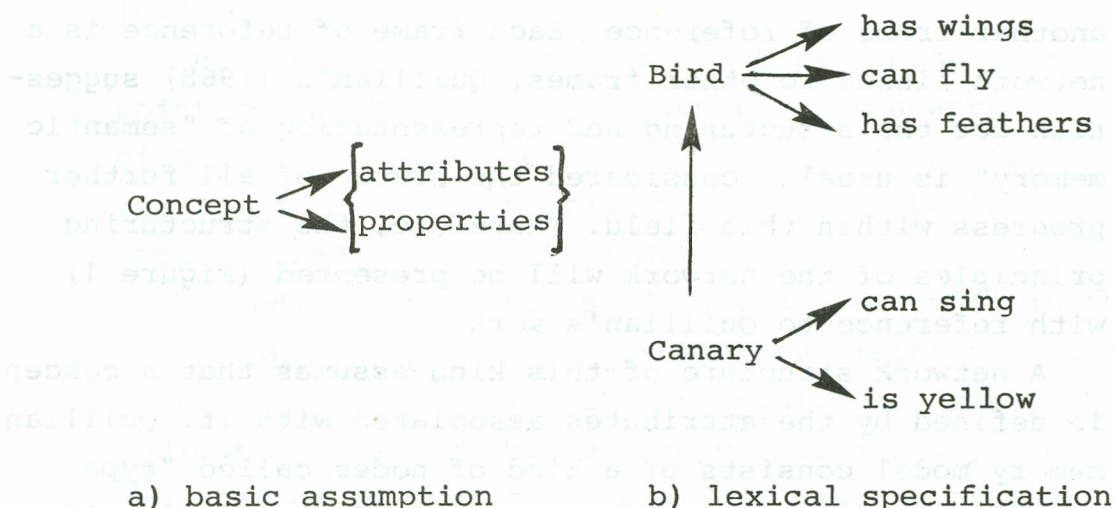 has wings
Bird
can fly
has feathers
Concept
attributes
properties
can sing
Canary
is yellow
a) basic assumption
b) lexical specification